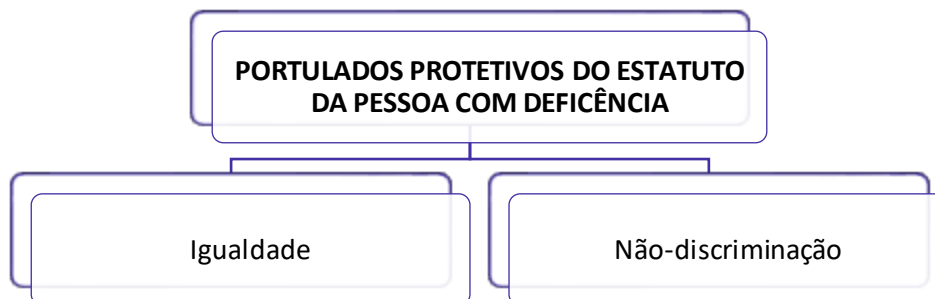 PORTULADOS PROTETIVOS DO ESTATUTO
DA PESSOA COM DEFICÊNCIA
Igualdade
Não-discriminação